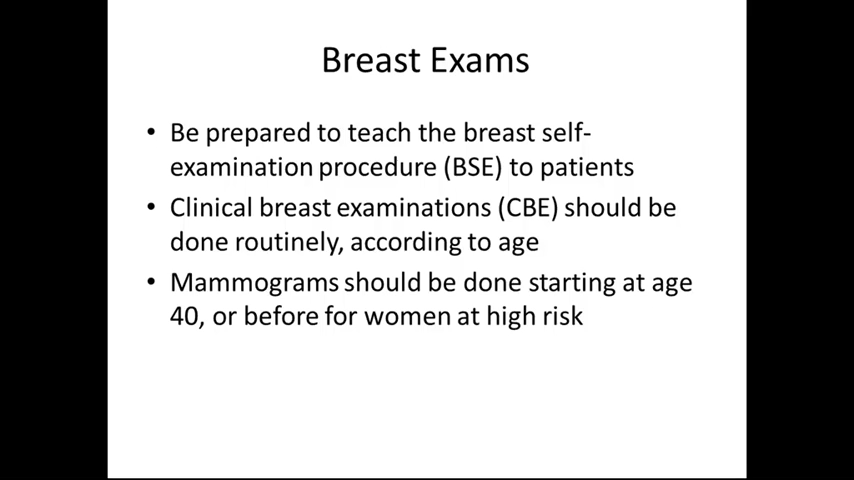 Breast Exams
• Be prepared to teach the breast self-
examination procedure (BSE) to patients
• Clinical breast examinations (CBE) should be
done routinely, according to age
• Mammograms should be done starting at age
40, or before for women at high risk